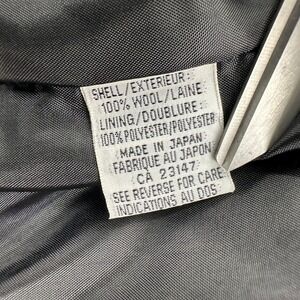 SHELL/EXTERIEUR:
100% WOOL/LAINE
LINING/DOUBLURE:
100% POLYESTER/POLYESTER
MADE IN JAPAN
FABRIQUE AU JAPON
CA 23147
SEE REVERSE FOR CARE
INDICATIONS AU DOS